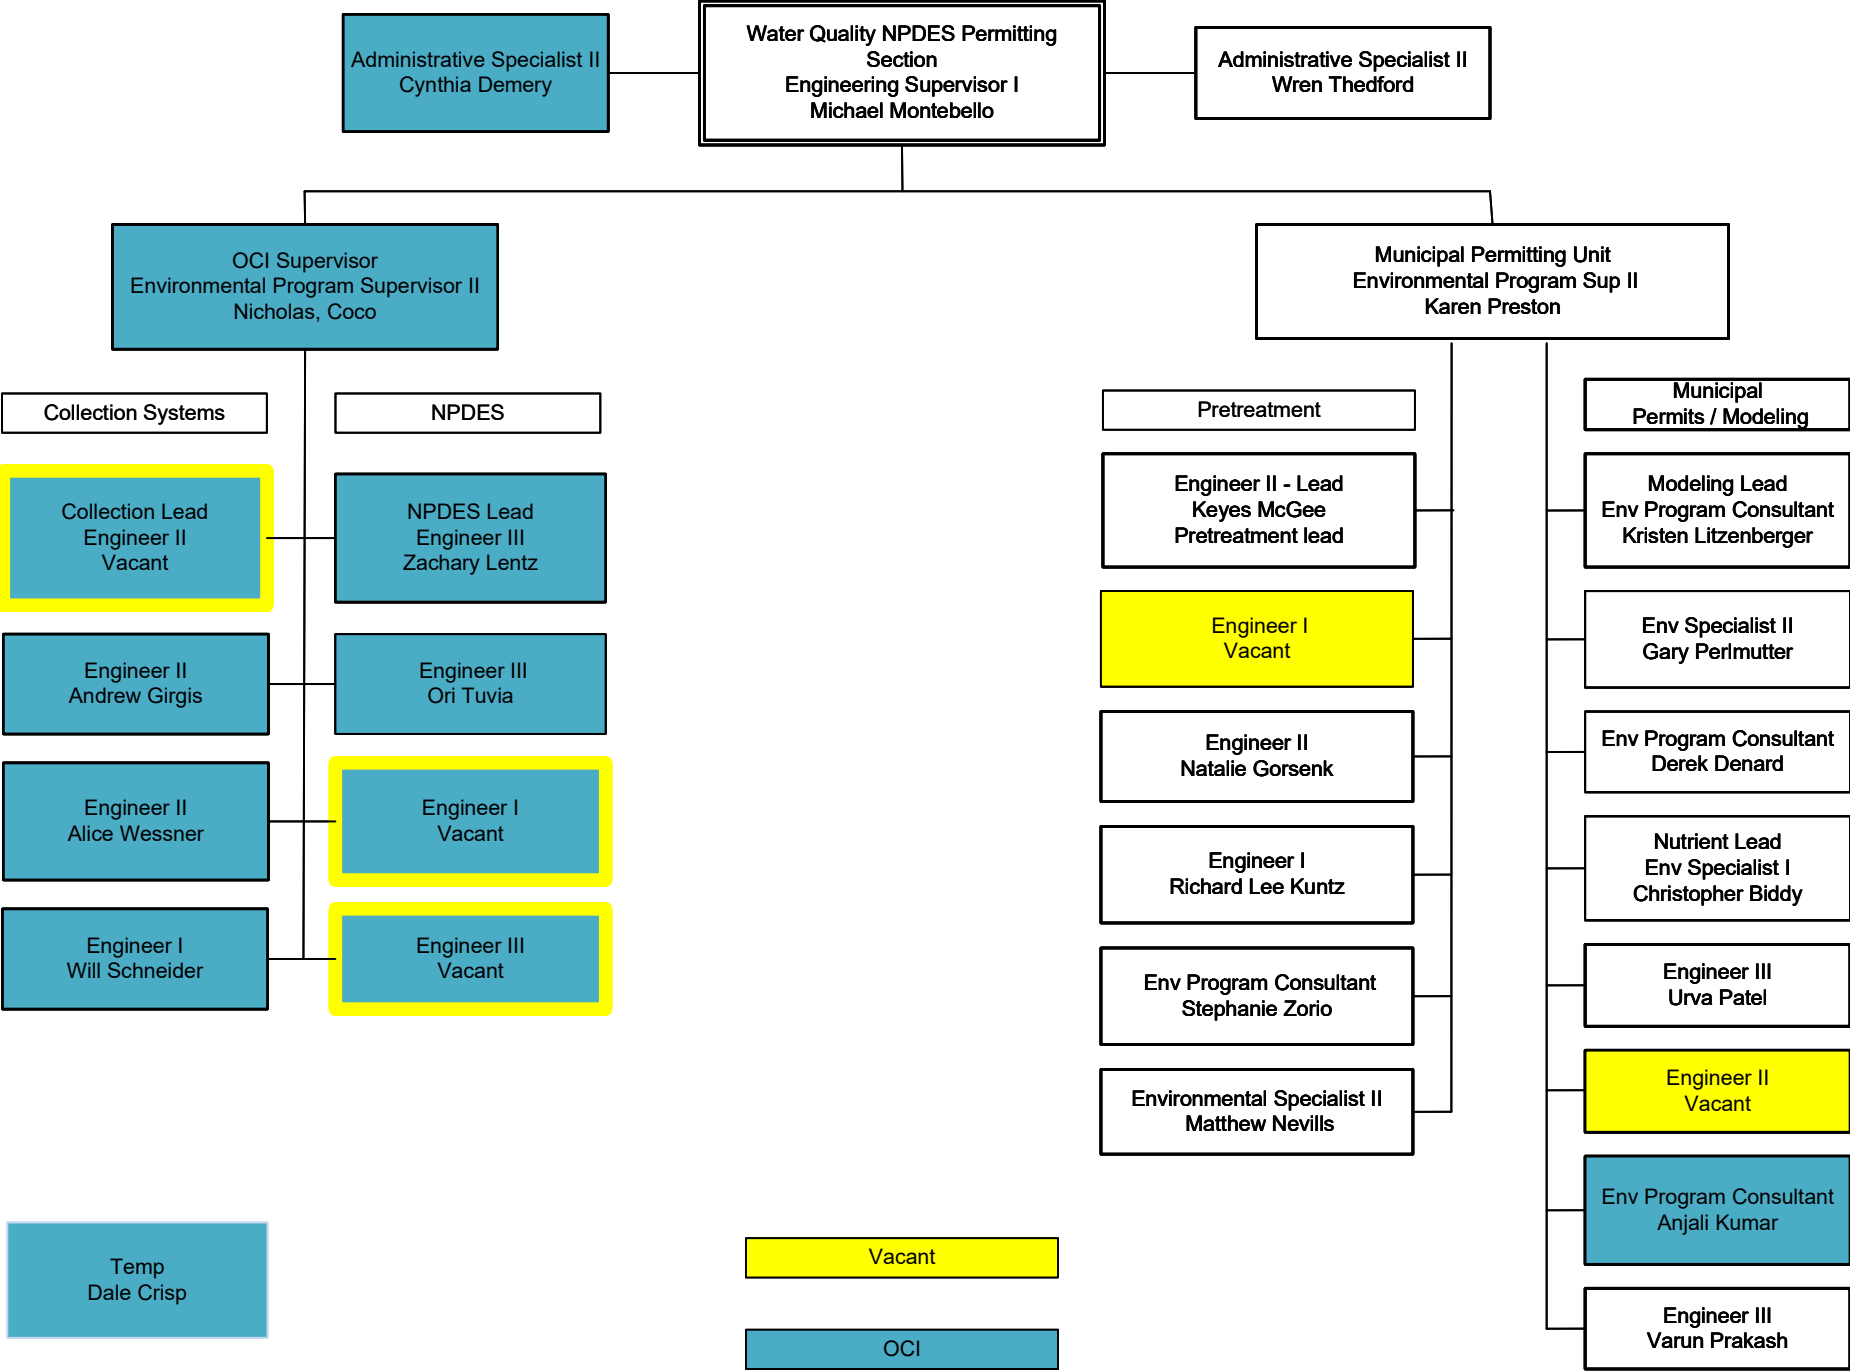 Administrative Specialist II
Cynthia Demery
Water Quality NPDES Permitting
Section
Engineering Supervisor I
Michael Montebello
Administrative Specialist II
Wren Thedford
OCI Supervisor
Environmental Program Supervisor II
Nicholas, Coco
Municipal Permitting Unit
Environmental Program Sup II
Karen Preston
Collection Systems
NPDES
Collection Lead
Engineer II
Vacant
NPDES Lead
Engineer III
Zachary Lentz
Engineer II
Andrew Girgis
Engineer III
Ori Tuvia
Engineer II
Alice Wessner
Engineer I
Vacant
Engineer I
Will Schneider
Engineer III
Vacant
Pretreatment
Engineer II - Lead
Keyes McGee
Pretreatment lead
Engineer I
Vacant
Engineer II
Natalie Gorsenk
Engineer I
Richard Lee Kuntz
Env Program Consultant
Stephanie Zorio
Environmental Specialist II
Matthew Nevills
Municipal
Permits / Modeling
Modeling Lead
Env Program Consultant
Kristen Litzenberger
Env Specialist II
Gary Perlmutter
Env Program Consultant
Derek Denard
Nutrient Lead
Env Specialist I
Christopher Biddy
Engineer III
Urva Patel
Engineer II
Vacant
Env Program Consultant
Anjali Kumar
Engineer III
Varun Prakash
Temp
Dale Crisp
Vacant
OCI